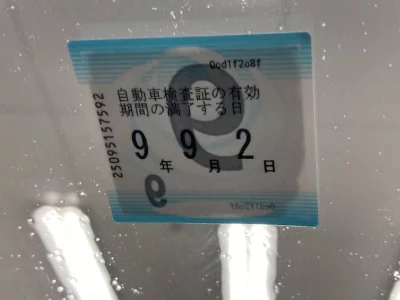 0od1f2o8f
自動車検査証の有効
期間の満了する日
9年 9月 2日
25095157592